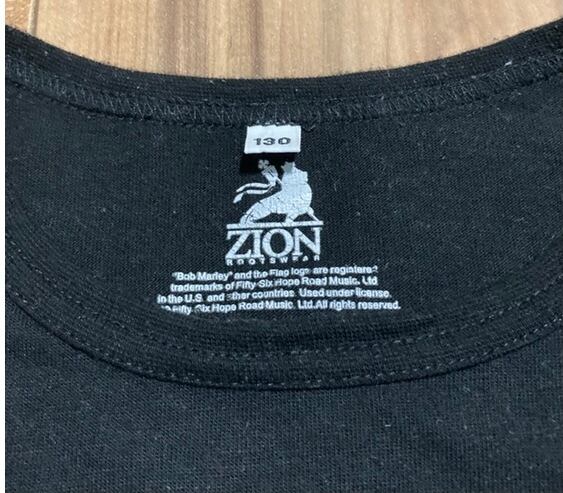 130
ZION
ROOTSWEAR
"Bob Marley" and the Flag logo are registered
trademarks of Fifty-Six Hope Road Music, Ltd
in the U.S. and other countries. Used under license.
Fifty-Six Hope Road Music, Ltd.All rights reserved.